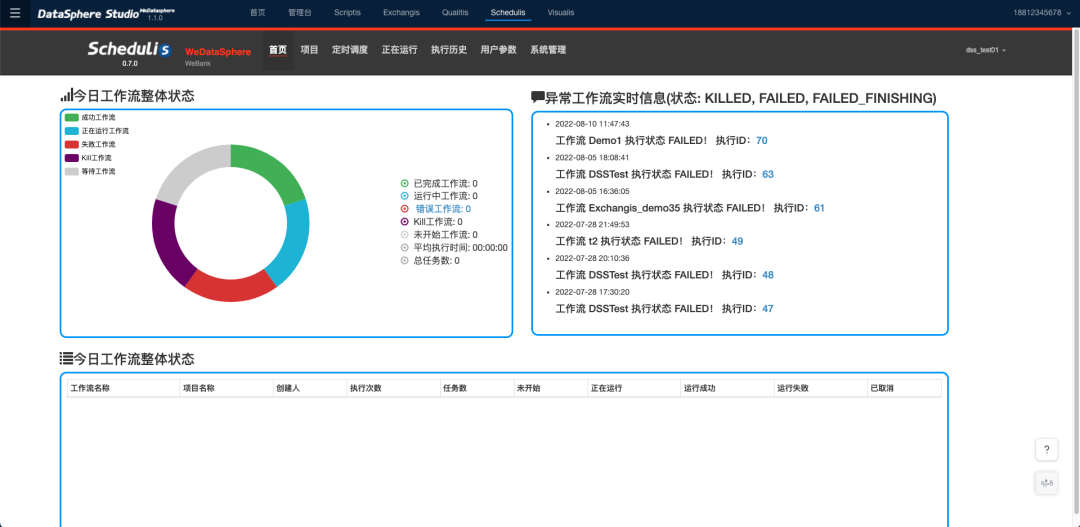 DataSphere Studio WeDatasphere 1.1.0 首页 管理台 Scriptis Exchangis Qualitis Schedulis Visualis 18812345678
Schedulis 0.7.0 WeDataSphere WeBank 首页 项目 定时调度 正在运行 执行历史 用户参数 系统管理 dss_test01
今日工作流整体状态
成功工作流
正在运行工作流
失败工作流
Kill工作流
等待工作流
已完成工作流: 0
运行中工作流: 0
错误工作流: 0
Kill工作流: 0
未开始工作流: 0
平均执行时间: 00:00:00
总任务数: 0
异常工作流实时信息(状态: KILLED, FAILED, FAILED_FINISHING)
2022-08-10 11:47:43
工作流 Demo1 执行状态 FAILED! 执行ID: 70
2022-08-05 18:08:41
工作流 DSSTest 执行状态 FAILED! 执行ID: 63
2022-08-05 16:36:05
工作流 Exchangis_demo35 执行状态 FAILED! 执行ID: 61
2022-07-28 21:49:53
工作流 t2 执行状态 FAILED! 执行ID: 49
2022-07-28 20:10:36
工作流 DSSTest 执行状态 FAILED! 执行ID: 48
2022-07-28 17:30:20
工作流 DSSTest 执行状态 FAILED! 执行ID: 47
今日工作流整体状态
工作流名称 项目名称 创建人 执行次数 任务数 未开始 正在运行 运行成功 运行失败 已取消
?